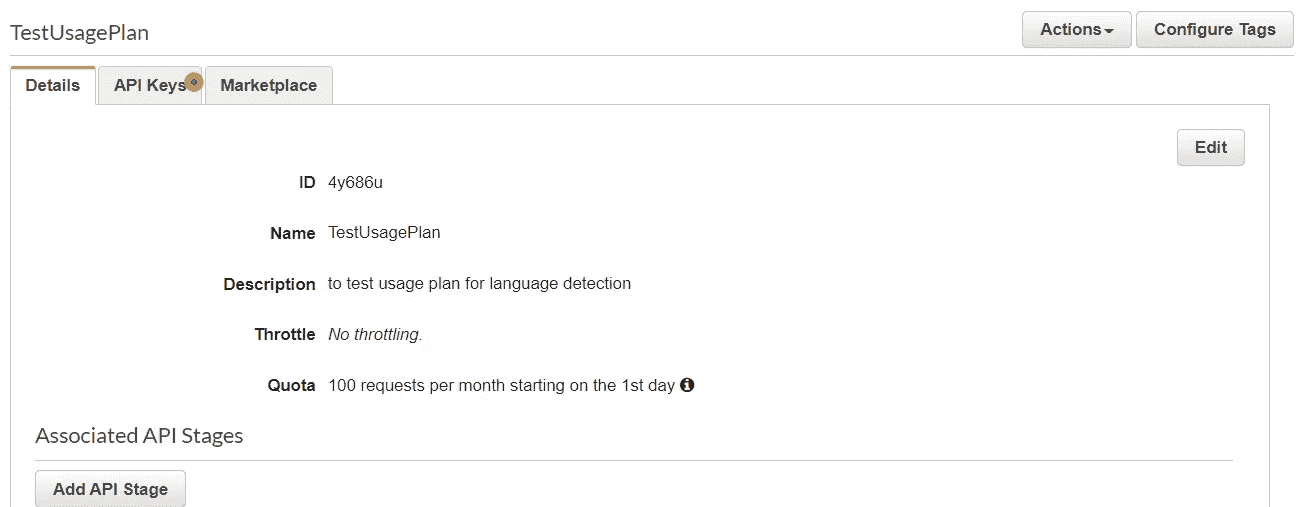 TestUsagePlan
Actions
Configure Tags
Details
API Keys
Marketplace
Edit
ID 4y686u
Name TestUsagePlan
Description to test usage plan for language detection
Throttle No throttling.
Quota 100 requests per month starting on the 1st day
Associated API Stages
Add API Stage